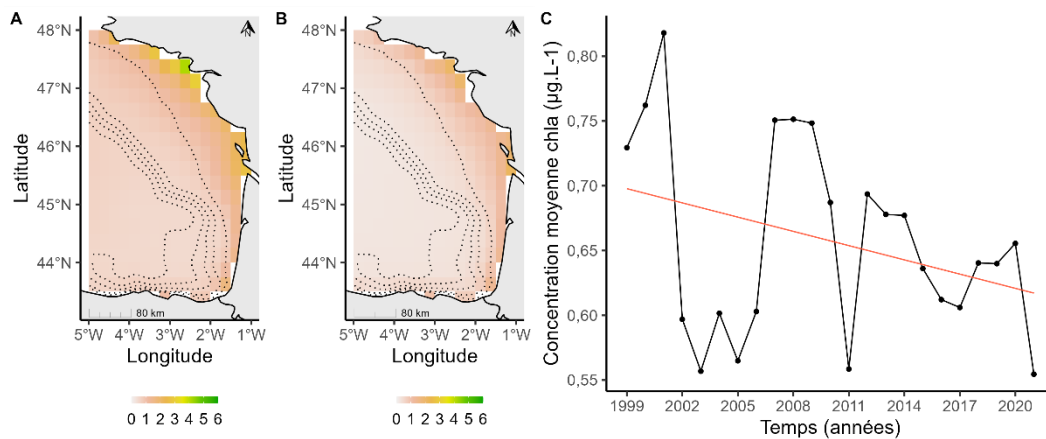 A
N
48°N
47°N
46°N
45°N
44°N
Latitude
80 km
5°W 4°W 3°W 2°W 1°W
Longitude
0 1 2 3 4 5 6
B
N
48°N
47°N
46°N
45°N
44°N
Latitude
80 km
5°W 4°W 3°W 2°W 1°W
Longitude
0 1 2 3 4 5 6
C
Concentration moyenne chla (µg.L-1)
0,80
0,75
0,70
0,65
0,60
0,55
1999 2002 2005 2008 2011 2014 2017 2020
Temps (années)